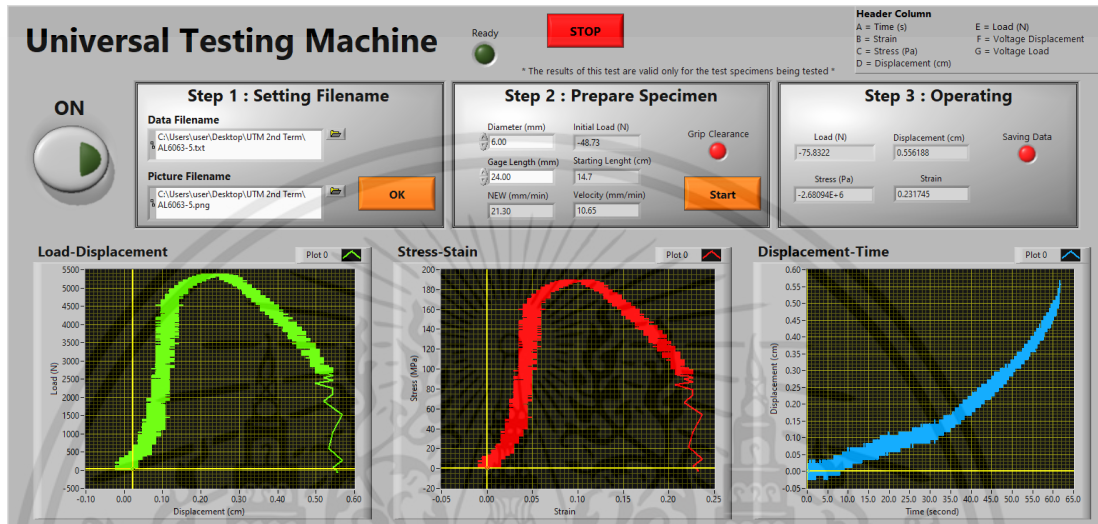 Universal Testing Machine
Ready
STOP
* The results of this test are valid only for the test specimens being tested *
Header Column
A = Time (s)
B = Strain
C = Stress (Pa)
D = Displacement (cm)
E = Load (N)
F = Voltage Displacement
G = Voltage Load
ON
Step 1 : Setting Filename
Data Filename
C:\Users\user\Desktop\UTM 2nd Term\
AL6063-5.txt
Picture Filename
C:\Users\user\Desktop\UTM 2nd Term\
AL6063-5.png
OK
Step 2 : Prepare Specimen
Diameter (mm)
6.00
Initial Load (N)
-48.73
Gage Length (mm)
24.00
Starting Lenght (cm)
14.7
NEW (mm/min)
21.30
Velocity (mm/min)
10.65
Grip Clearance
Start
Step 3 : Operating
Load (N)
-75.8322
Displacement (cm)
0.556188
Saving Data
Stress (Pa)
-2.68094E+6
Strain
0.231745
Load-Displacement
Plot 0
5500
5000
4500
4000
3500
3000
2500
2000
1500
1000
500
0
-500
Load (N)
-0.10 0.00 0.10 0.20 0.30 0.40 0.50 0.60
Displacement (cm)
Stress-Stain
Plot 0
200
180
160
140
120
100
80
60
40
20
0
-20
Stress (MPa)
-0.05 0.00 0.05 0.10 0.15 0.20 0.25
Strain
Displacement-Time
Plot 0
0.60
0.55
0.50
0.45
0.40
0.35
0.30
0.25
0.20
0.15
0.10
0.05
0.00
-0.05
Displacement (cm)
0.0 5.0 10.0 15.0 20.0 25.0 30.0 35.0 40.0 45.0 50.0 55.0 60.0 65.0
Time (second)